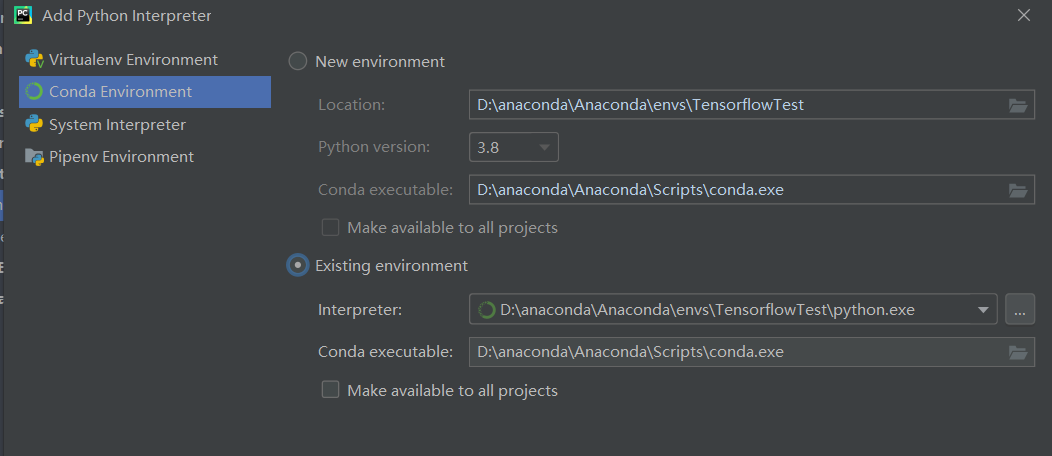 PC
Add Python Interpreter
Virtualenv Environment
Conda Environment
System Interpreter
Pipenv Environment
New environment
Location: D:\anaconda\Anaconda\envs\TensorflowTest
Python version: 3.8
Conda executable: D:\anaconda\Anaconda\Scripts\conda.exe
Make available to all projects
Existing environment
Interpreter: D:\anaconda\Anaconda\envs\TensorflowTest\python.exe ...
Conda executable: D:\anaconda\Anaconda\Scripts\conda.exe
Make available to all projects